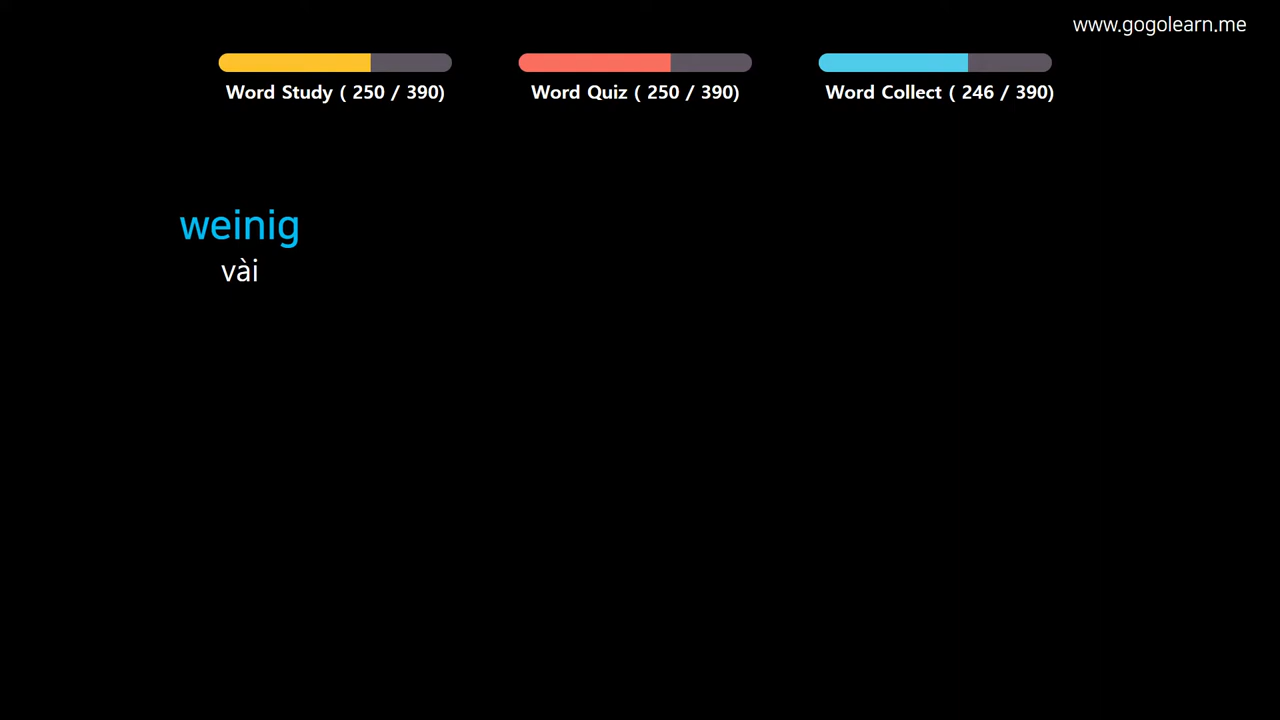 www.gogolearn.me
Word Study ( 250 / 390)
Word Quiz ( 250 / 390)
Word Collect ( 246 / 390)
weinig
vài